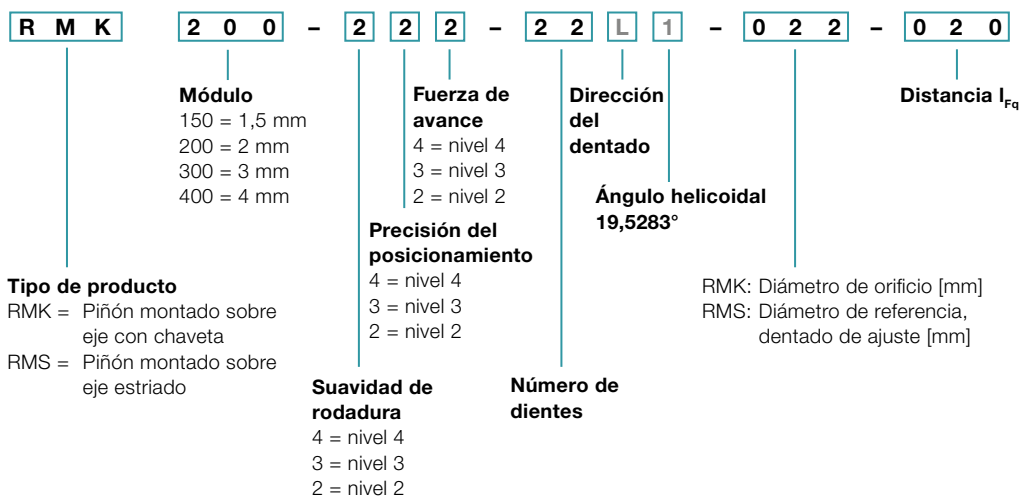 R M K 2 0 0 – 2 2 2 – 2 2 L 1 – 0 2 2 – 0 2 0
Módulo
150 = 1,5 mm
200 = 2 mm
300 = 3 mm
400 = 4 mm
Fuerza de
avance
4 = nivel 4
3 = nivel 3
2 = nivel 2
Dirección
del
dentado
Distancia l_Fq
Ángulo helicoidal
19,5283°
Precisión del
posicionamiento
4 = nivel 4
3 = nivel 3
2 = nivel 2
Tipo de producto
RMK = Piñón montado sobre
eje con chaveta
RMS = Piñón montado sobre
eje estriado
RMK: Diámetro de orificio [mm]
RMS: Diámetro de referencia,
dentado de ajuste [mm]
Suavidad de
rodadura
4 = nivel 4
3 = nivel 3
2 = nivel 2
Número de
dientes